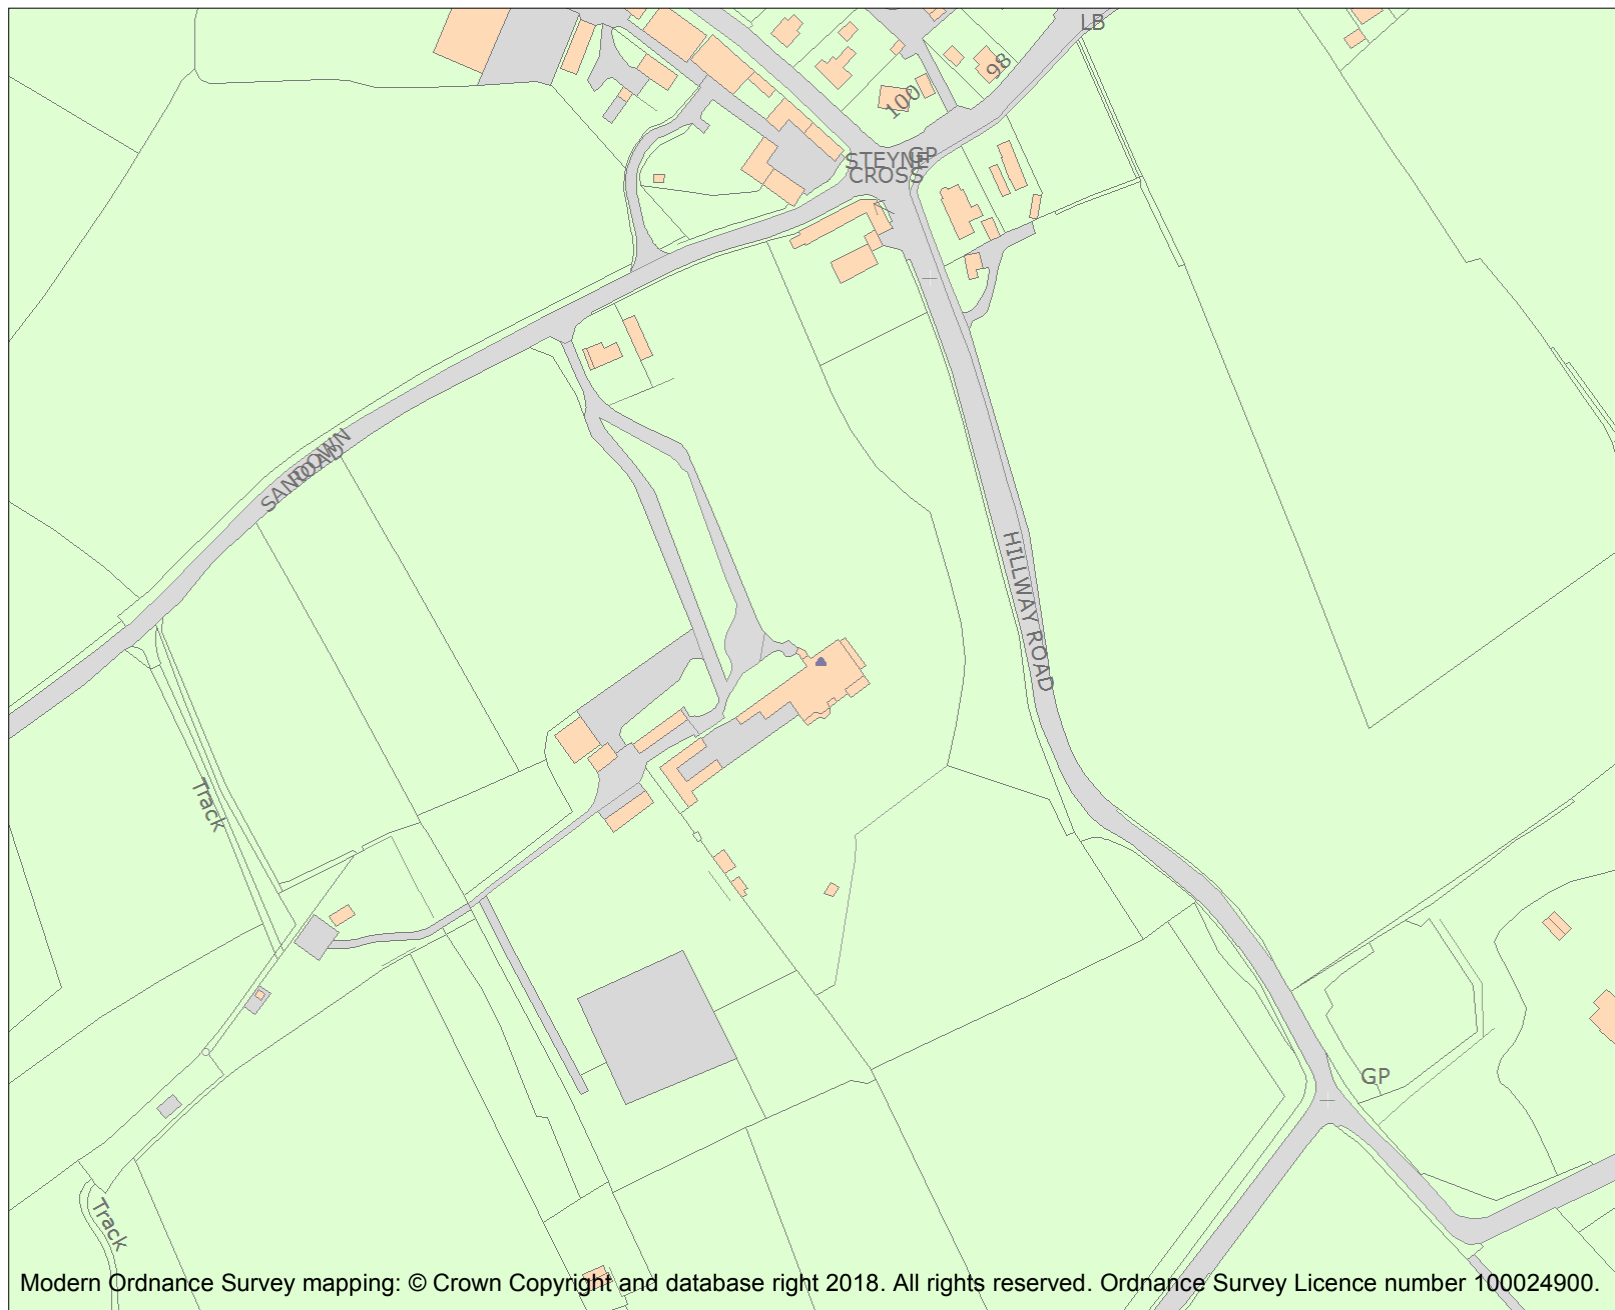 LB
98
100
GP
STEYNE
CROSS
SANDOWN
ROAD
HILLWAY ROAD
Track
GP
Track
Modern Ordnance Survey mapping: © Crown Copyright and database right 2018. All rights reserved. Ordnance Survey Licence number 100024900.